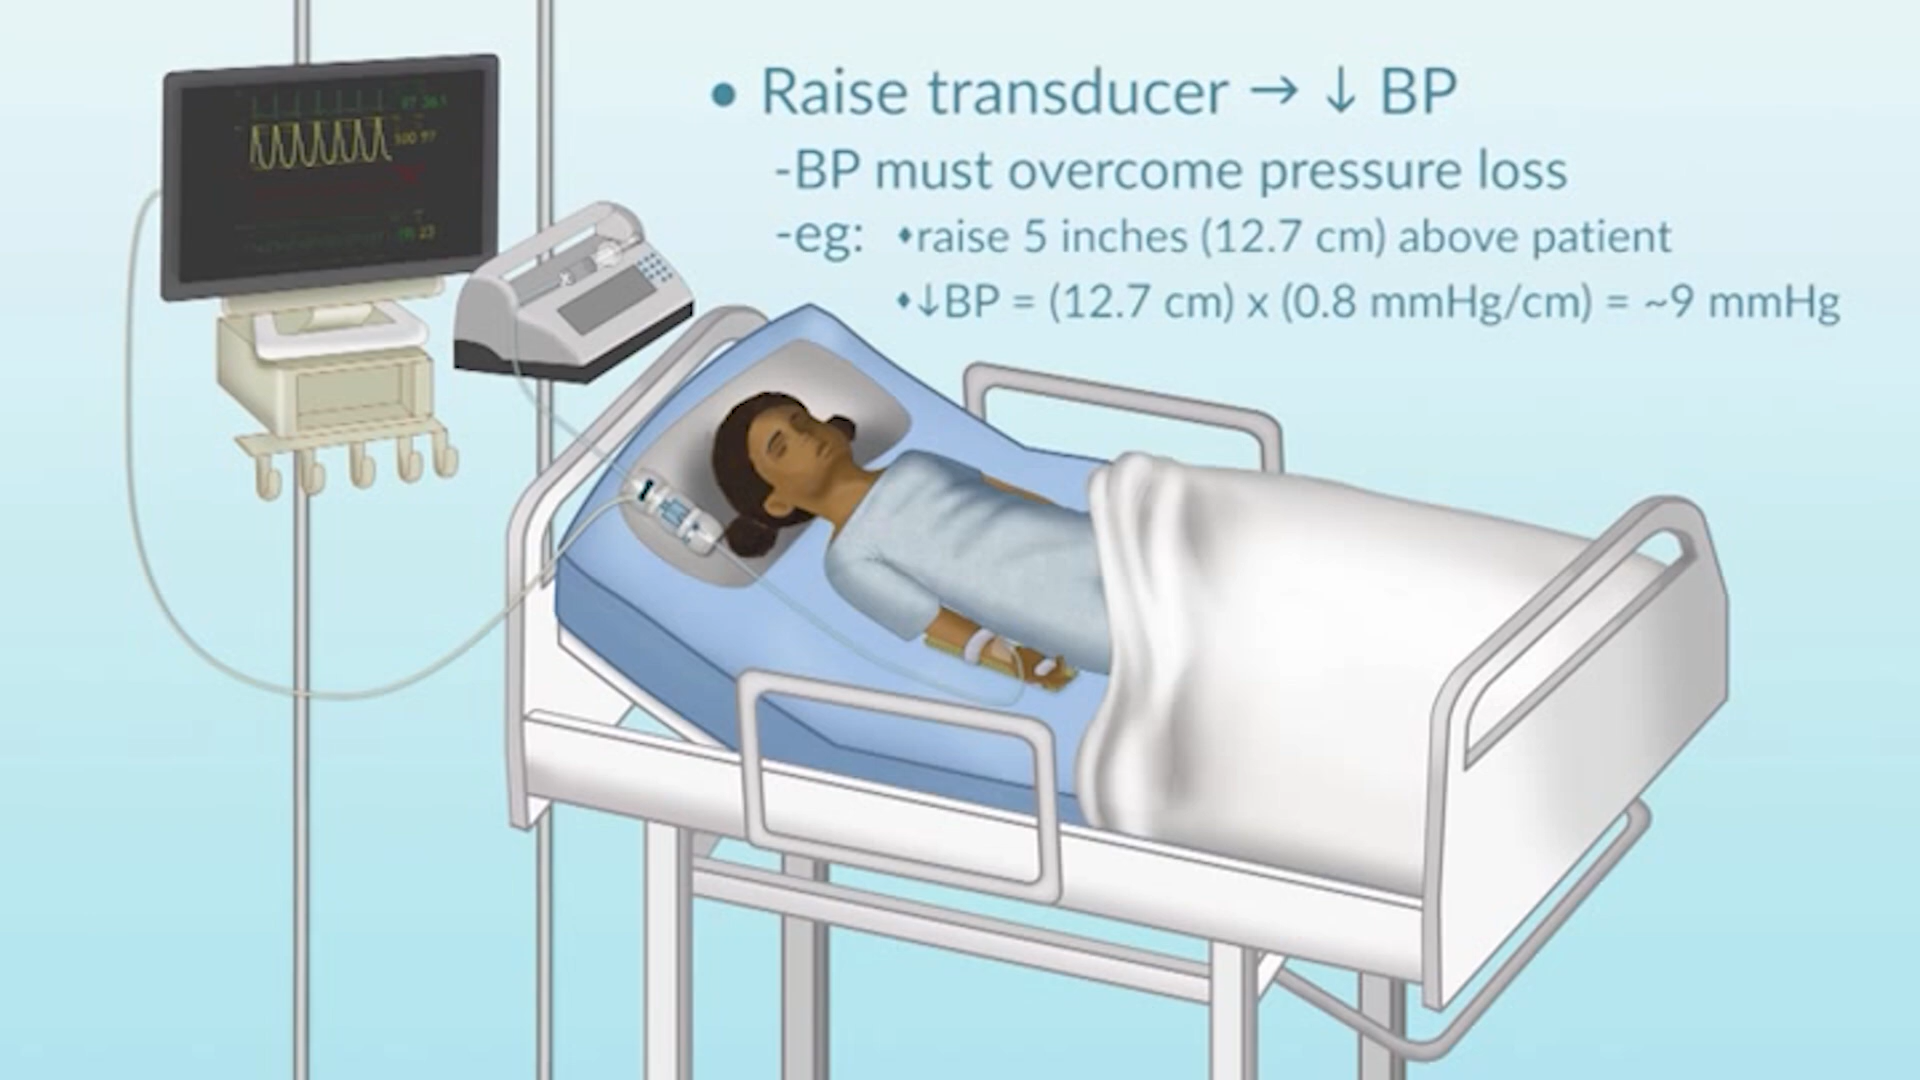 • Raise transducer → ↓ BP
-BP must overcome pressure loss
-eg: ♦raise 5 inches (12.7 cm) above patient
♦↓BP = (12.7 cm) x (0.8 mmHg/cm) = ~9 mmHg